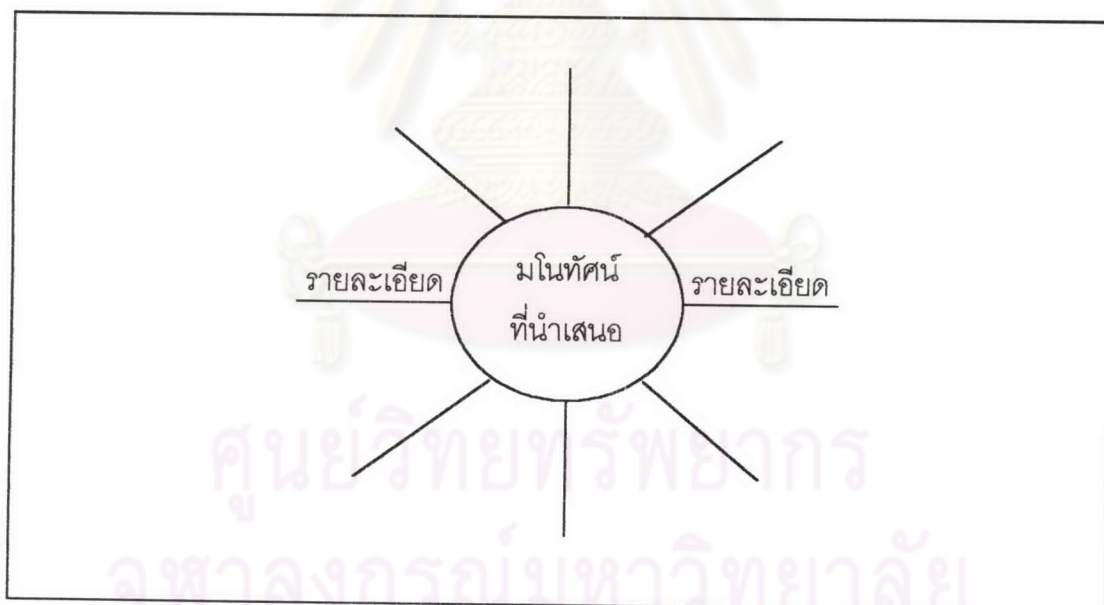 มโนทัศน์
ที่นำเสนอ
รายละเอียด
รายละเอียด
ศูนย์วิทยทรัพยากร
จุฬาลงกรณ์มหาวิทยาลัย